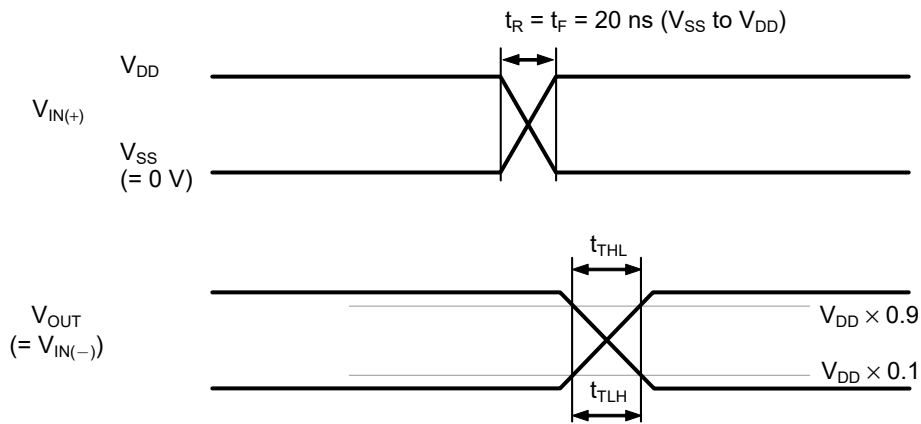 t_R = t_F = 20 ns (V_SS to V_DD)
V_DD
V_IN(+)
V_SS
(= 0 V)
t_THL
V_OUT
(= V_IN(−))
V_DD × 0.9
V_DD × 0.1
t_TLH